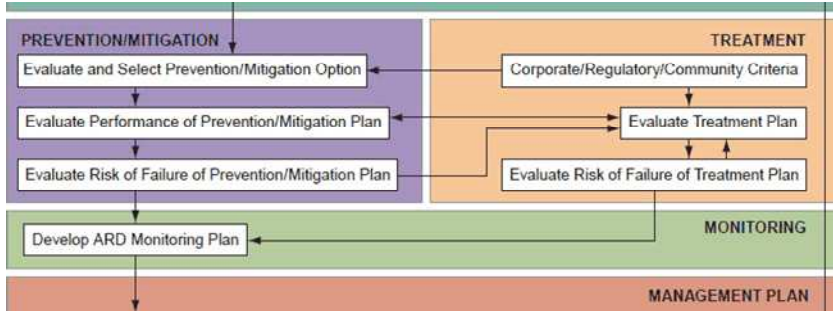 PREVENTION/MITIGATION
TREATMENT
Evaluate and Select Prevention/Mitigation Option
Corporate/Regulatory/Community Criteria
Evaluate Performance of Prevention/Mitigation Plan
Evaluate Treatment Plan
Evaluate Risk of Failure of Prevention/Mitigation Plan
Evaluate Risk of Failure of Treatment Plan
MONITORING
Develop ARD Monitoring Plan
MANAGEMENT PLAN